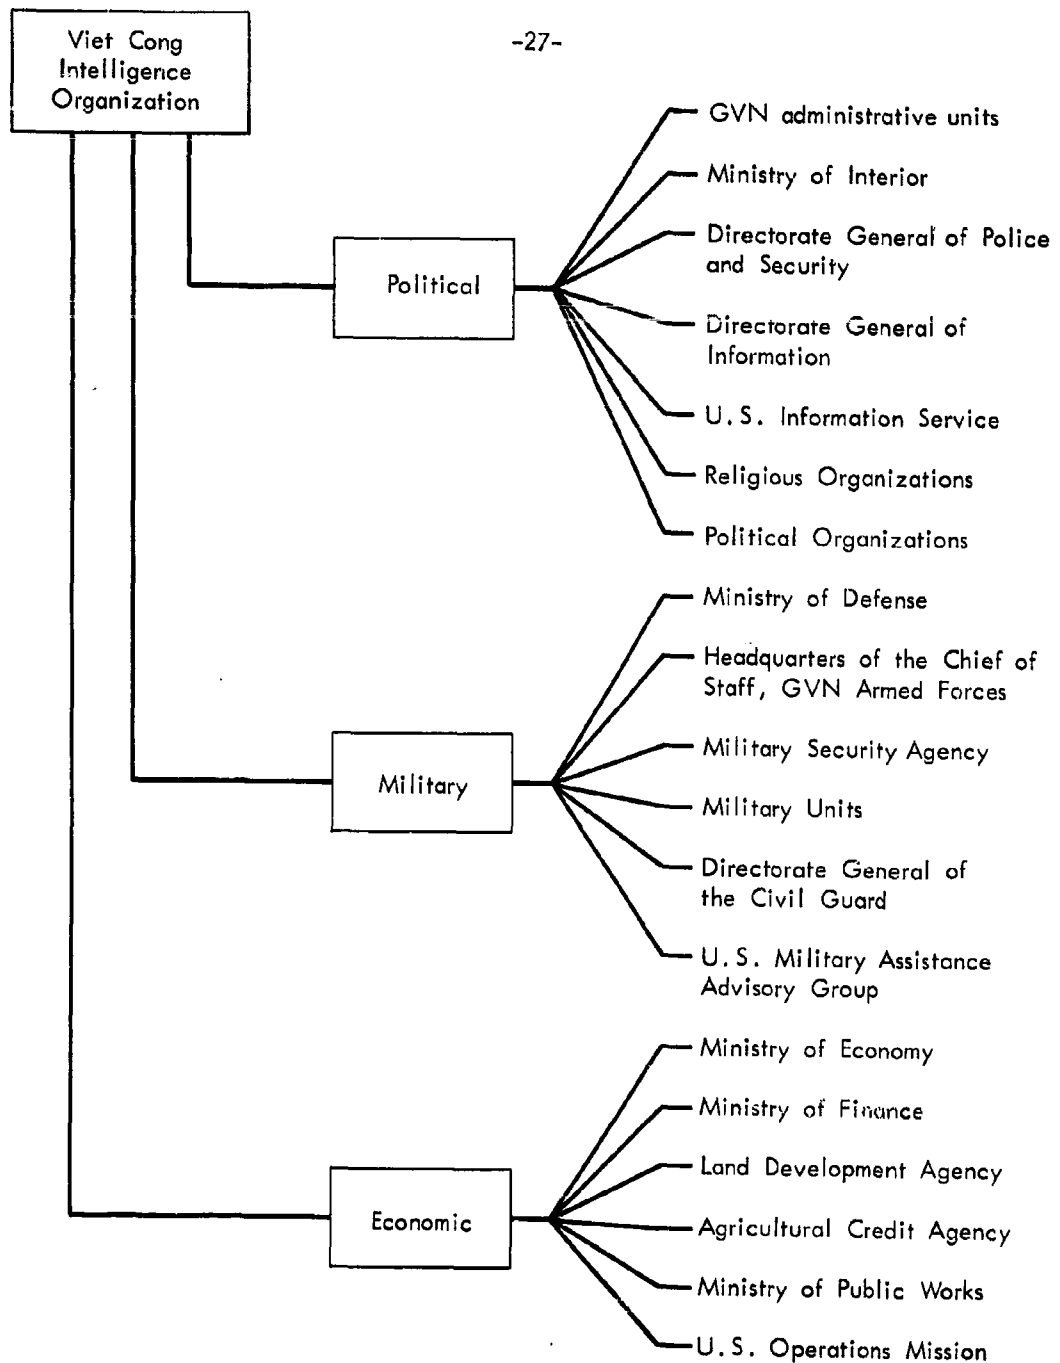 Viet Cong
Intelligence
Organization
-27-
GVN administrative units
Ministry of Interior
Directorate General of Police
and Security
Political
Directorate General of
Information
U.S. Information Service
Religious Organizations
Political Organizations
Ministry of Defense
Headquarters of the Chief of
Staff, GVN Armed Forces
Military Security Agency
Military
Military Units
Directorate General of
the Civil Guard
U.S. Military Assistance
Advisory Group
Ministry of Economy
Ministry of Finance
Land Development Agency
Economic
Agricultural Credit Agency
Ministry of Public Works
U.S. Operations Mission